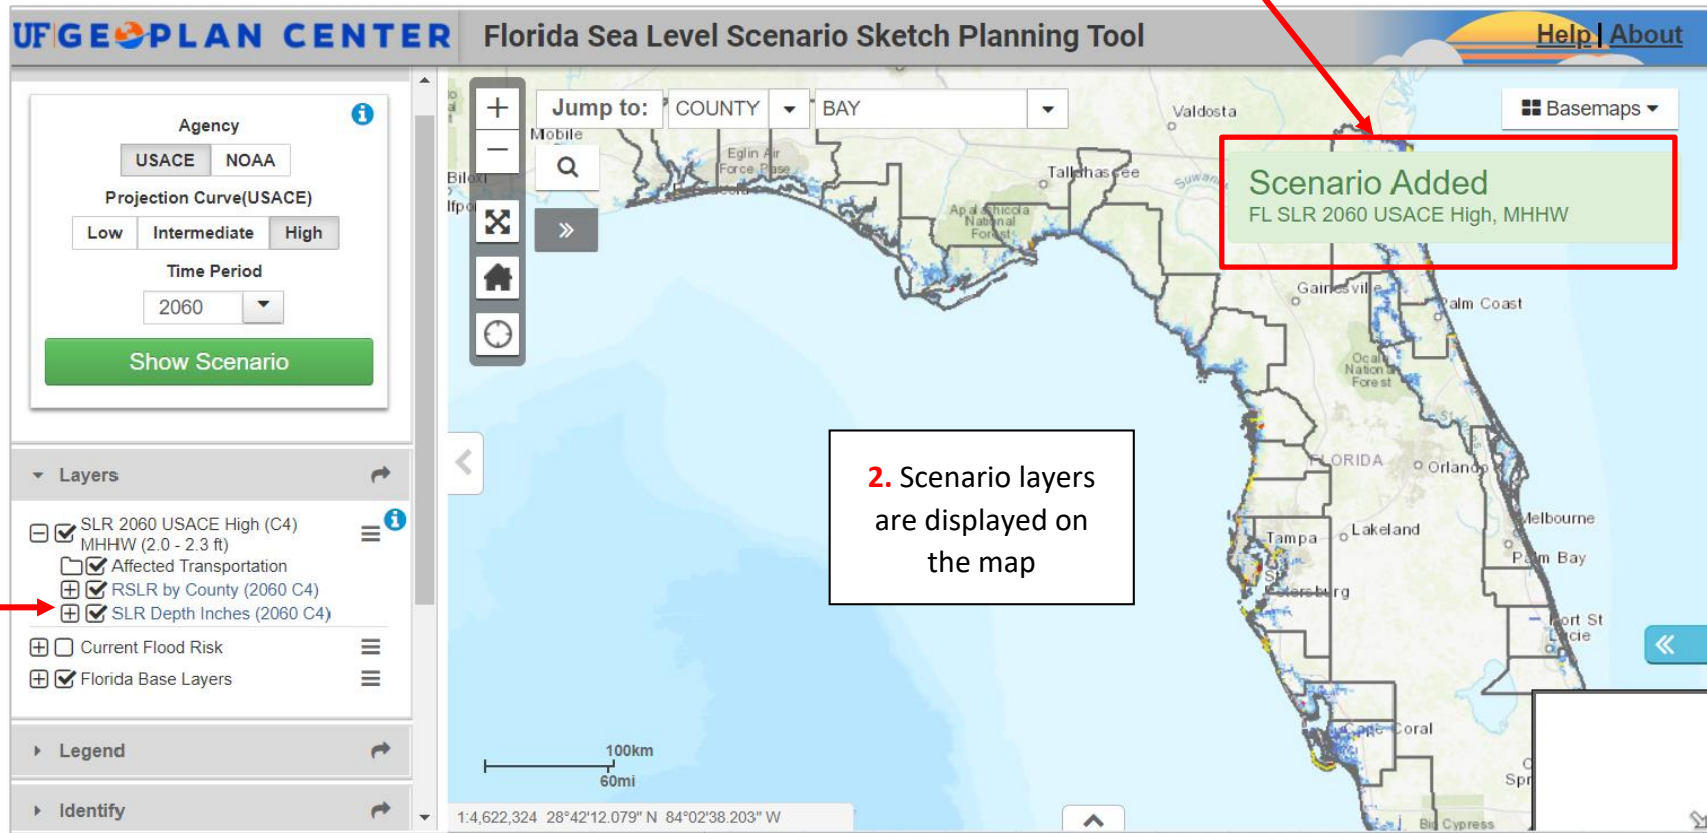 UF GEOPLAN CENTER
Florida Sea Level Scenario Sketch Planning Tool
Help | About
Agency
USACE NOAA
Projection Curve(USACE)
Low Intermediate High
Time Period
2060
Show Scenario
Layers
SLR 2060 USACE High (C4)
MHHW (2.0 - 2.3 ft)
Affected Transportation
RSLR by County (2060 C4)
SLR Depth Inches (2060 C4)
Current Flood Risk
Florida Base Layers
Legend
Identify
Jump to: COUNTY BAY
Basemaps
Scenario Added
FL SLR 2060 USACE High, MHHW
Mobile
Eglin Air
Force Base
Valdosta
Tallahassee
Apalachicola
National
Forest
Gainesville
Palm Coast
Ocala
National
Forest
FLORIDA
Orlando
Melbourne
Palm Bay
Lakeland
Tampa
St
Petersburg
Port St
Lucie
Cape Coral
Spr
Big Cypress
2. Scenario layers
are displayed on
the map
100km
60mi
1:4,622,324 28°42'12.079" N 84°02'38.203" W